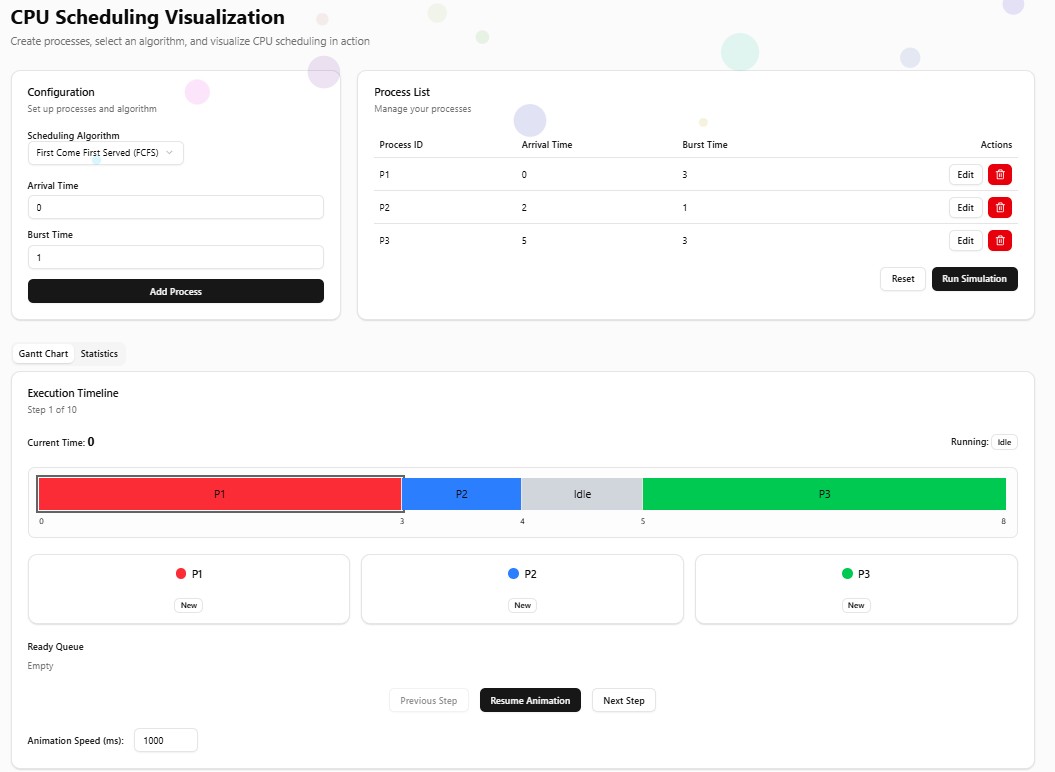 CPU Scheduling Visualization
Create processes, select an algorithm, and visualize CPU scheduling in action
Configuration
Set up processes and algorithm
Scheduling Algorithm
First Come First Served (FCFS)
Arrival Time
0
Burst Time
1
Add Process
Process List
Manage your processes
Process ID Arrival Time Burst Time Actions
P1 0 3 Edit
P2 2 1 Edit
P3 5 3 Edit
Reset Run Simulation
Gantt Chart Statistics
Execution Timeline
Step 1 of 10
Current Time: 0 Running: Idle
P1 P2 Idle P3
0 3 4 5 8
P1 P2 P3
New New New
Ready Queue
Empty
Previous Step Resume Animation Next Step
Animation Speed (ms): 1000